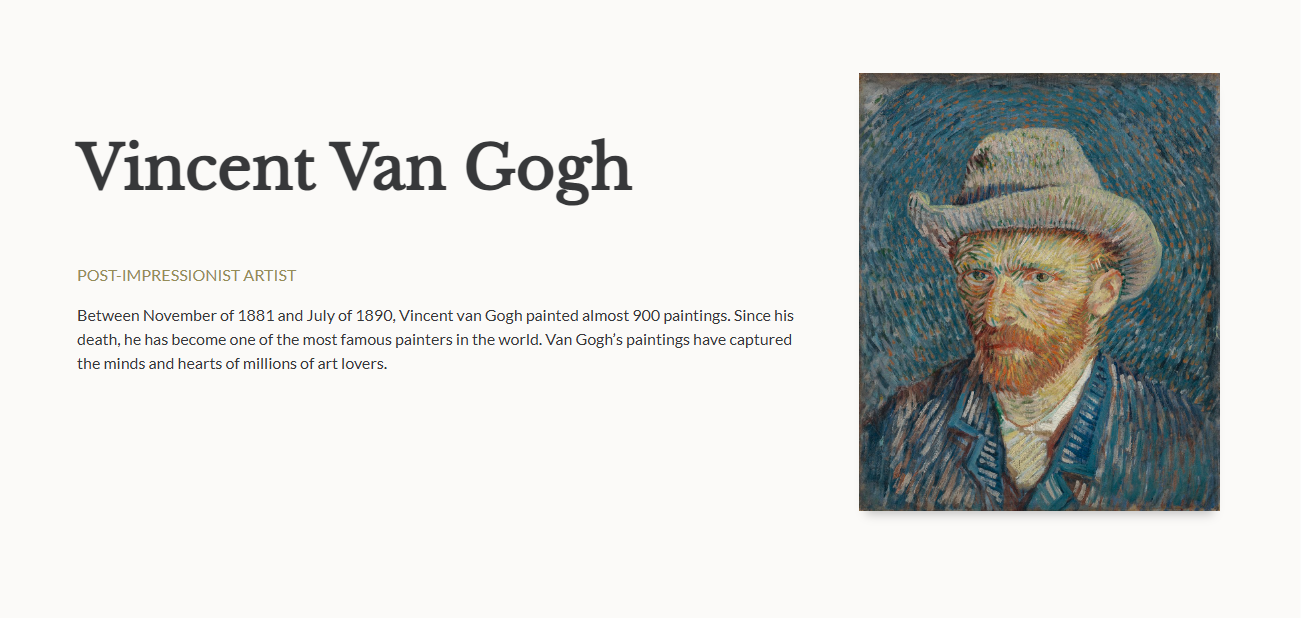 Vincent Van Gogh
POST-IMPRESSIONIST ARTIST
Between November of 1881 and July of 1890, Vincent van Gogh painted almost 900 paintings. Since his
death, he has become one of the most famous painters in the world. Van Gogh’s paintings have captured
the minds and hearts of millions of art lovers.